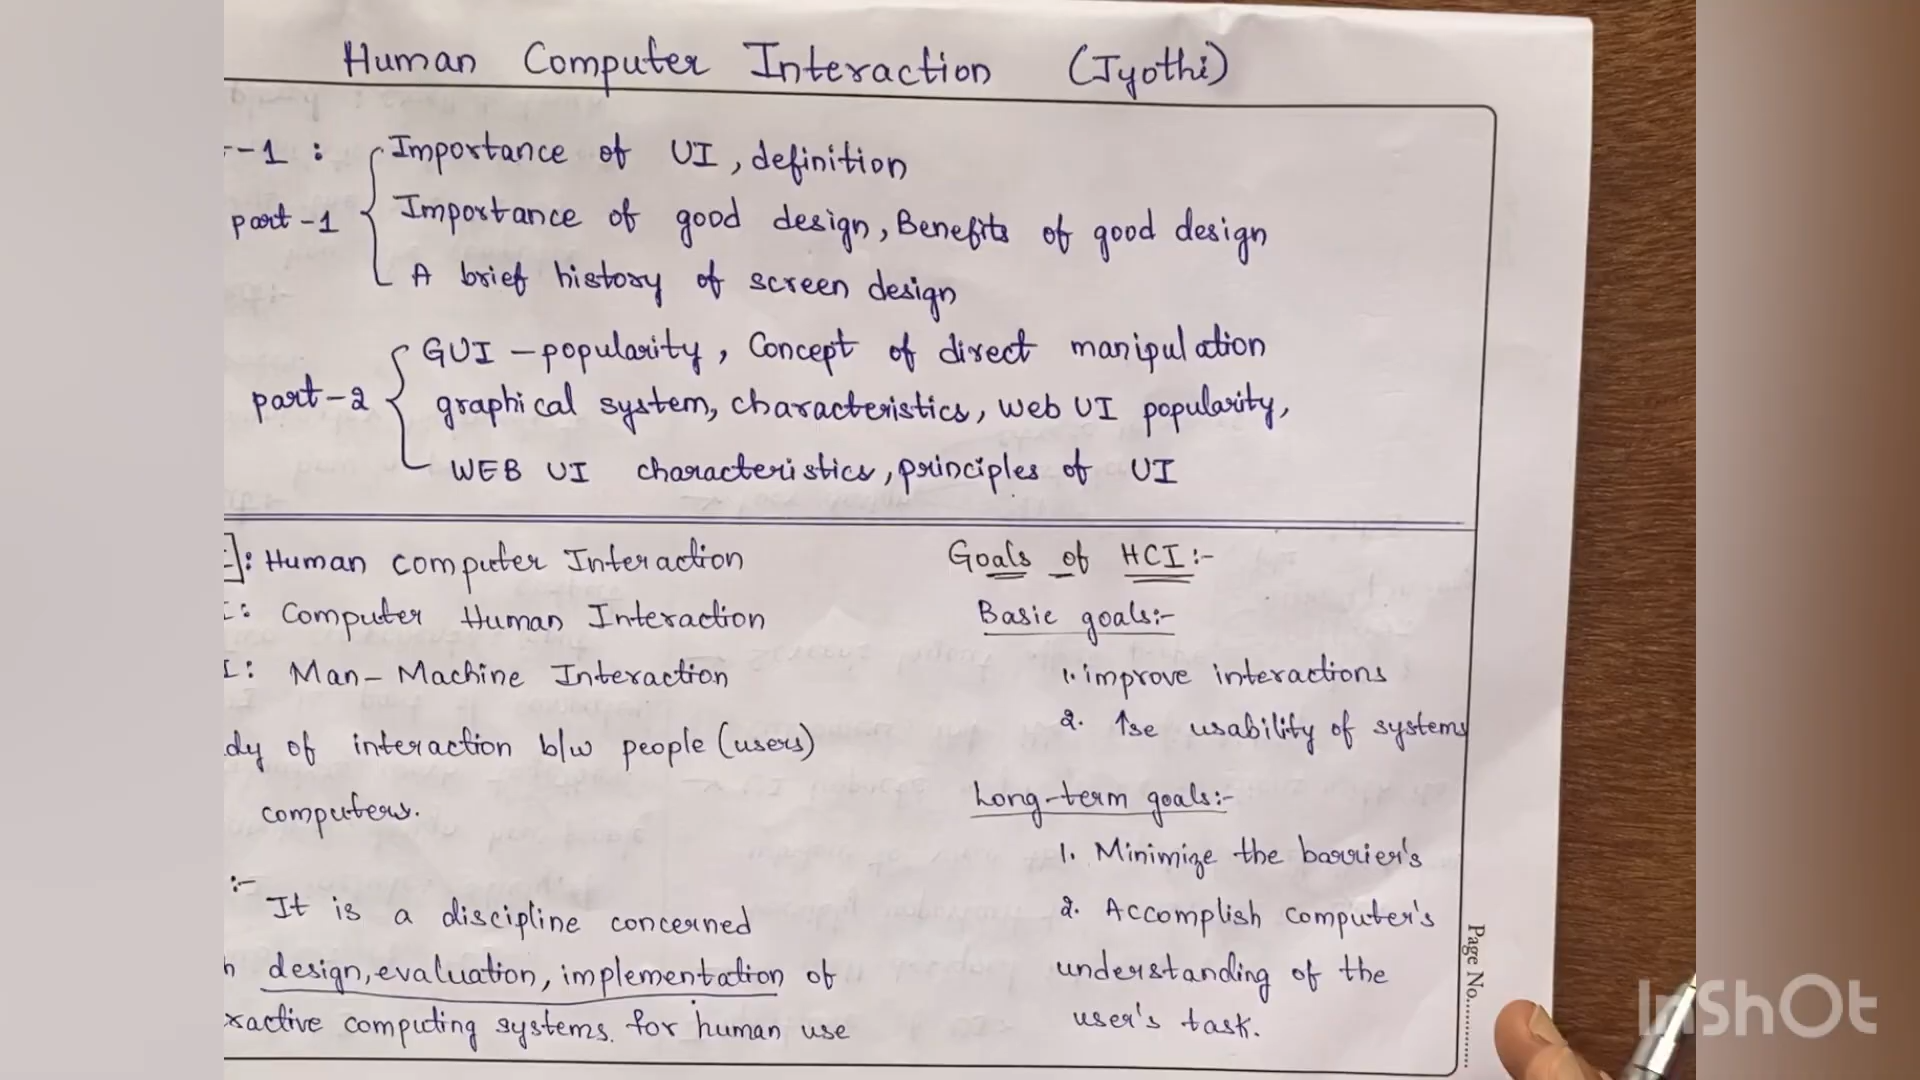 Human Computer Interaction (Jyothi)
-1 :
Importance of UI, definition
part-1
Importance of good design, Benefits of good design
A brief history of screen design
GUI - popularity, Concept of direct manipulation
part-2
graphical system, characteristics, Web UI popularity,
WEB UI characteristics, principles of UI
: Human computer Interaction
I: Computer Human Interaction
I: Man-Machine Interaction
dy of interaction b/w people (users)
computers.
:-
It is a discipline concerned
h design, evaluation, implementation of
ractive computing systems. for human use
Goals of HCI:-
Basic goals:-
1. improve interactions
2. ↑se usability of systems
Long-term goals:-
1. Minimize the barrier's
2. Accomplish computer's
understanding of the
user's task.
Page No..............
InShOt